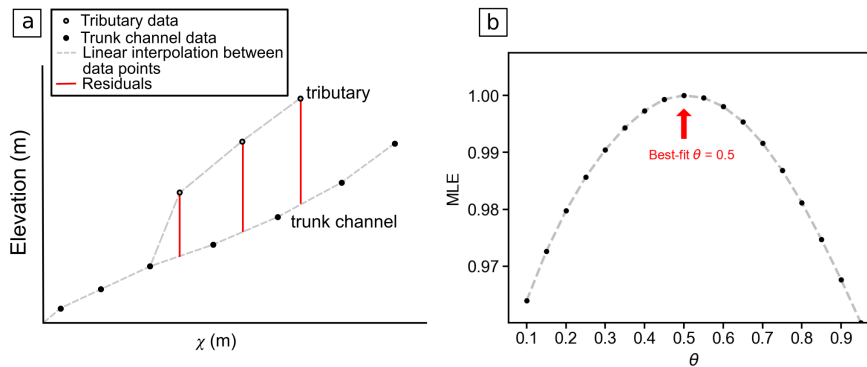 a
Tributary data
Trunk channel data
Linear interpolation between
data points
Residuals
tributary
trunk channel
Elevation (m)
χ (m)
b
1.00
0.99
0.98
0.97
MLE
Best-fit θ = 0.5
0.1 0.2 0.3 0.4 0.5 0.6 0.7 0.8 0.9
θ